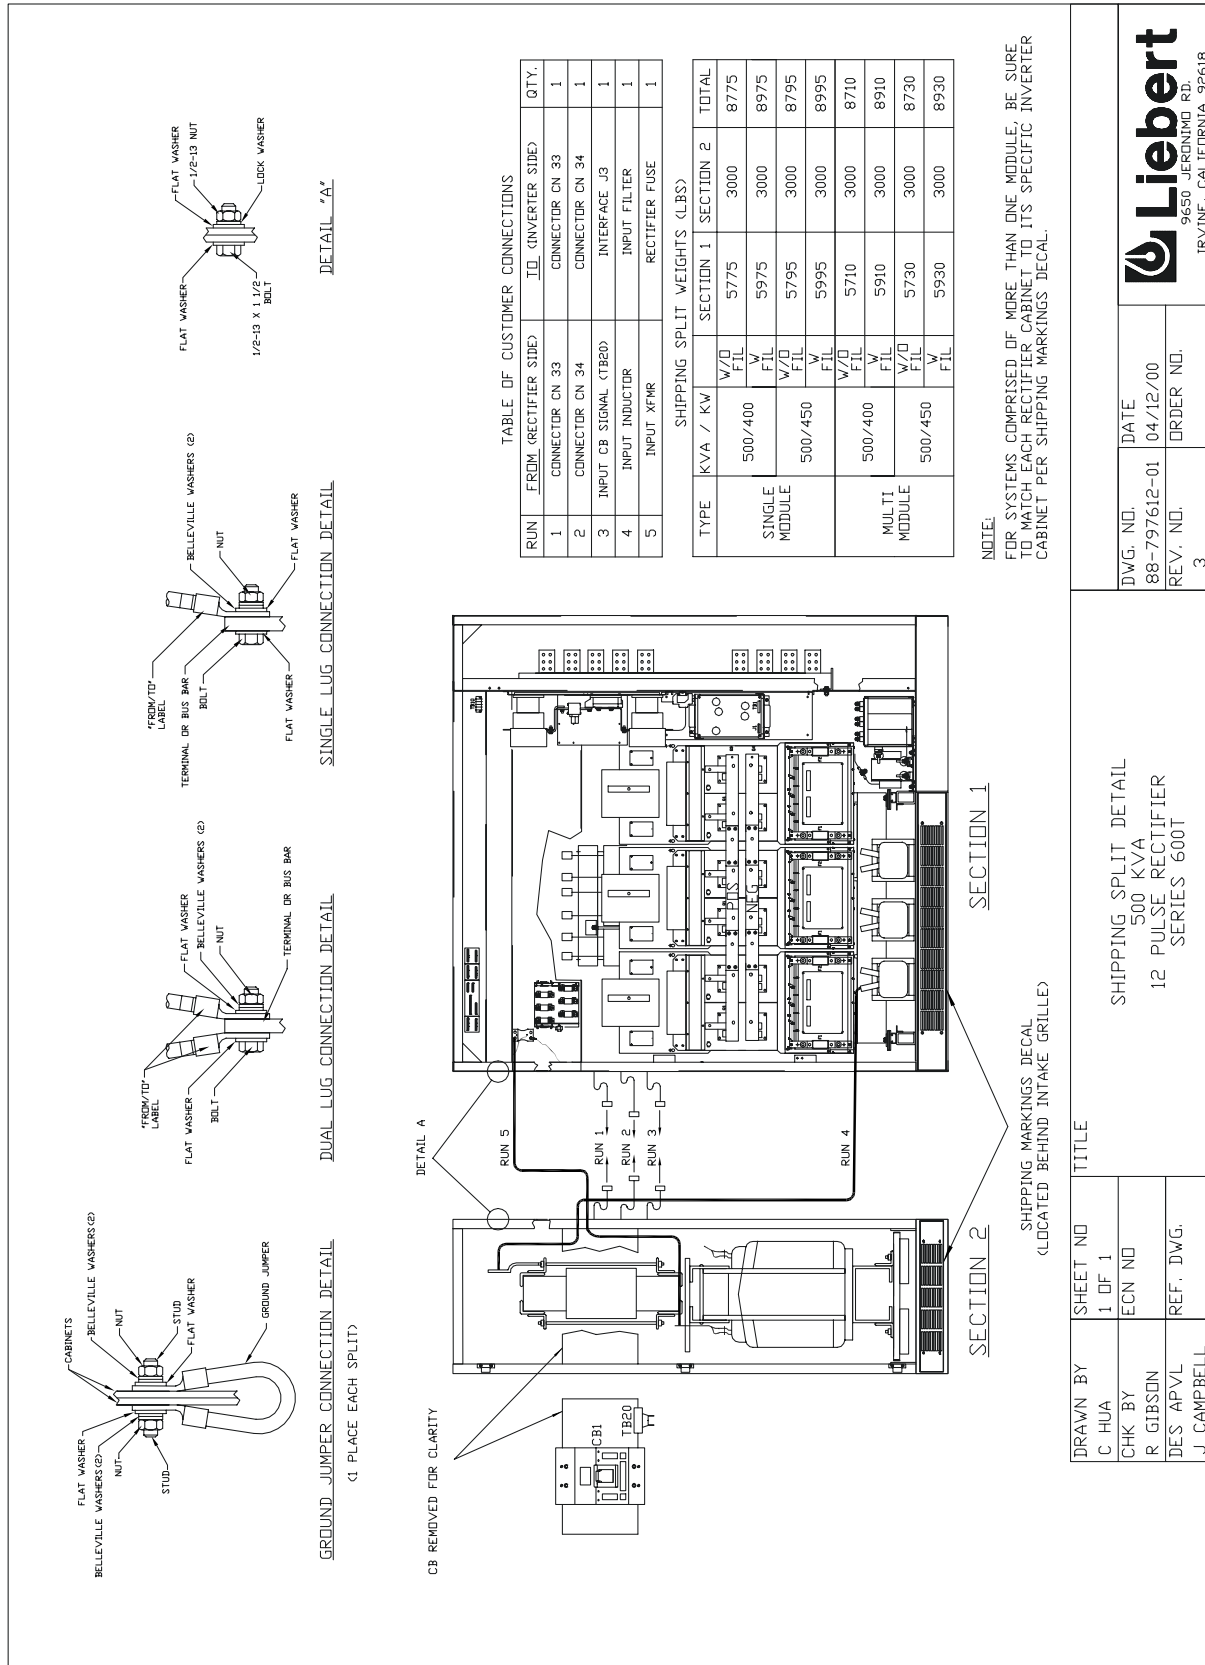 FLAT WASHER
BELLEVILLE WASHERS(2)
NUT
STUD
CABINETS
BELLEVILLE WASHERS(2)
NUT
STUD
FLAT WASHER
GROUND JUMPER
GROUND JUMPER CONNECTION DETAIL
(1 PLACE EACH SPLIT)
"FROM/TO"
LABEL
FLAT WASHER
BOLT
FLAT WASHER
BELLEVILLE WASHERS (2)
NUT
TERMINAL OR BUS BAR
DUAL LUG CONNECTION DETAIL
"FROM/TO"
LABEL
TERMINAL OR BUS BAR
BOLT
FLAT WASHER
BELLEVILLE WASHERS (2)
NUT
FLAT WASHER
SINGLE LUG CONNECTION DETAIL
FLAT WASHER
1/2-13 X 1 1/2
BOLT
FLAT WASHER
1/2-13 NUT
LOCK WASHER
DETAIL "A"
CB REMOVED FOR CLARITY
CB1
TB20
DETAIL A
RUN 5
RUN 1
RUN 2
RUN 3
RUN 4
POS
NEG
SECTION 2
SECTION 1
SHIPPING MARKINGS DECAL
(LOCATED BEHIND INTAKE GRILLE)
TABLE OF CUSTOMER CONNECTIONS
RUN FROM (RECTIFIER SIDE) TO (INVERTER SIDE) QTY.
1 CONNECTOR CN 33 CONNECTOR CN 33 1
2 CONNECTOR CN 34 CONNECTOR CN 34 1
3 INPUT CB SIGNAL (TB20) INTERFACE J3 1
4 INPUT INDUCTOR INPUT FILTER 1
5 INPUT XFMR RECTIFIER FUSE 1
SHIPPING SPLIT WEIGHTS (LBS)
TYPE KVA / KW SECTION 1 SECTION 2 TOTAL
SINGLE MODULE 500/400 W/O FIL 5775 3000 8775
W FIL 5975 3000 8975
500/450 W/O FIL 5795 3000 8795
W FIL 5995 3000 8995
MULTI MODULE 500/400 W/O FIL 5710 3000 8710
W FIL 5910 3000 8910
500/450 W/O FIL 5730 3000 8730
W FIL 5930 3000 8930
NOTE:
FOR SYSTEMS COMPRISED OF MORE THAN ONE MODULE, BE SURE
TO MATCH EACH RECTIFIER CABINET TO ITS SPECIFIC INVERTER
CABINET PER SHIPPING MARKINGS DECAL.
DRAWN BY
C HUA
CHK BY
R GIBSON
DES APVL
J CAMPBELL
SHEET NO
1 OF 1
ECN NO
REF. DWG.
TITLE
SHIPPING SPLIT DETAIL
500 KVA
12 PULSE RECTIFIER
SERIES 600T
DWG. NO.
88-797612-01
REV. NO.
3
DATE
04/12/00
ORDER NO.
Liebert
9650 JERONIMO RD.
IRVINE, CALIFORNIA 92618